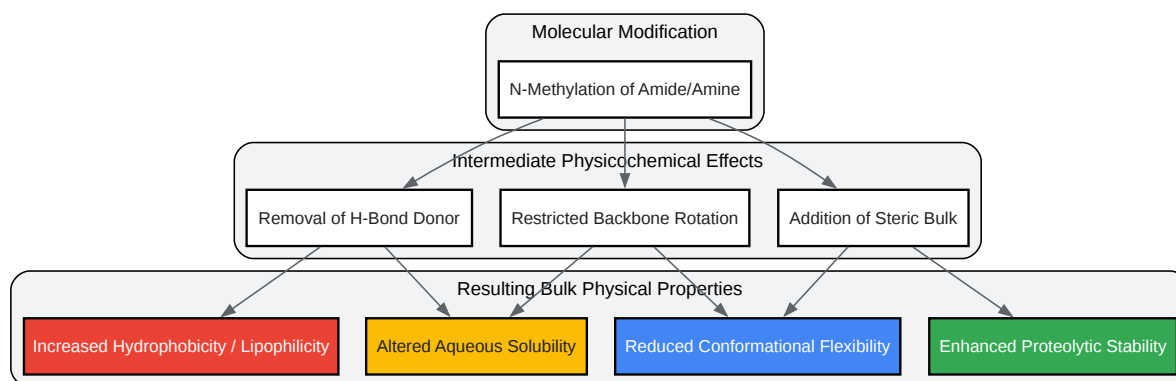 Molecular Modification
N-Methylation of Amide/Amine
Intermediate Physicochemical Effects
Removal of H-Bond Donor
Restricted Backbone Rotation
Addition of Steric Bulk
Resulting Bulk Physical Properties
Increased Hydrophobicity / Lipophilicity
Altered Aqueous Solubility
Reduced Conformational Flexibility
Enhanced Proteolytic Stability